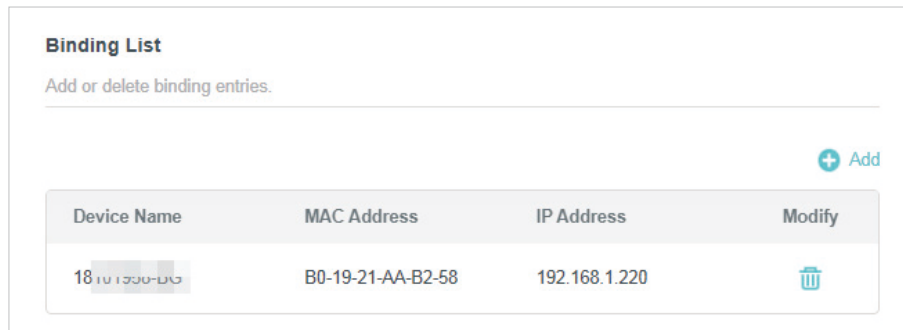 Binding List
Add or delete binding entries.
Add
Device Name MAC Address IP Address Modify
B0-19-21-AA-B2-58 192.168.1.220